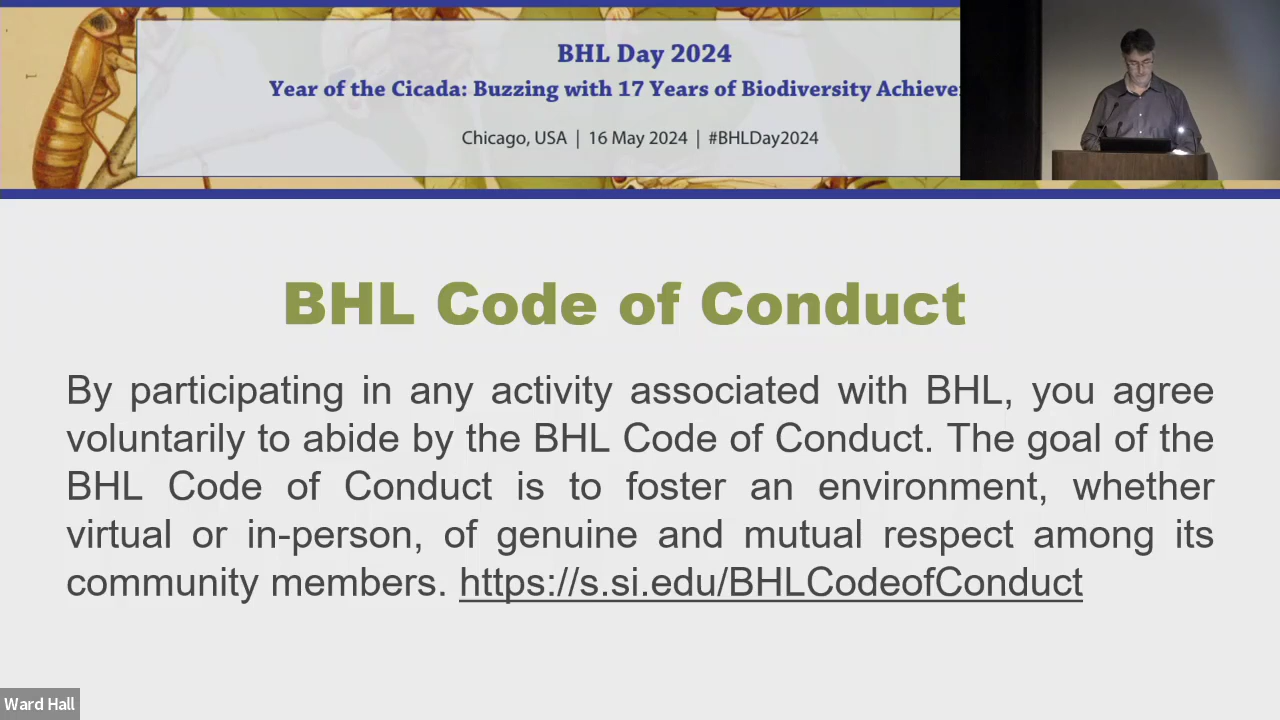 BHL Day 2024
Year of the Cicada: Buzzing with 17 Years of Biodiversity
Chicago, USA | 16 May 2024 | #BHLDay2024
BHL Code of Conduct
By participating in any activity associated with BHL, you agree
voluntarily to abide by the BHL Code of Conduct. The goal of the
BHL Code of Conduct is to foster an environment, whether
virtual or in-person, of genuine and mutual respect among its
community members. https://s.si.edu/BHLCodeofConduct
Ward Hall